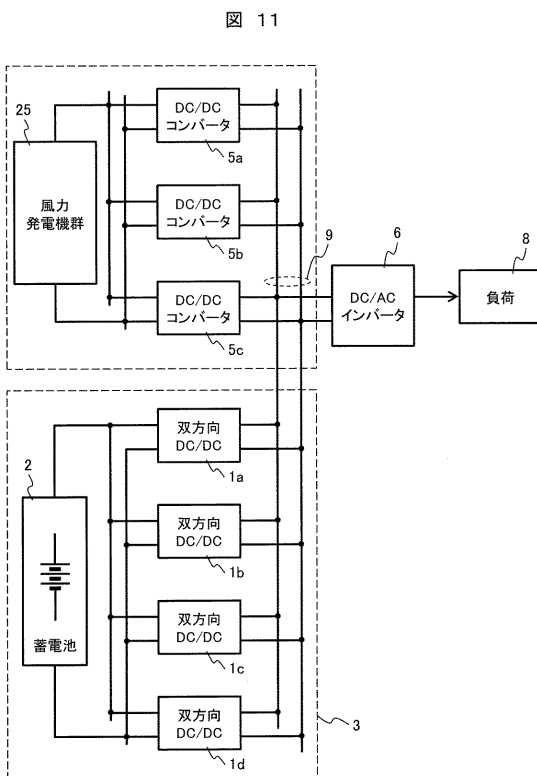 図 11
25
風力
発電機群
DC/DC
コンバータ
5a
DC/DC
コンバータ
5b
DC/DC
コンバータ
5c
9
6
DC/AC
インバータ
8
負荷
2
蓄電池
双方向
DC/DC
1a
双方向
DC/DC
1b
双方向
DC/DC
1c
双方向
DC/DC
1d
3